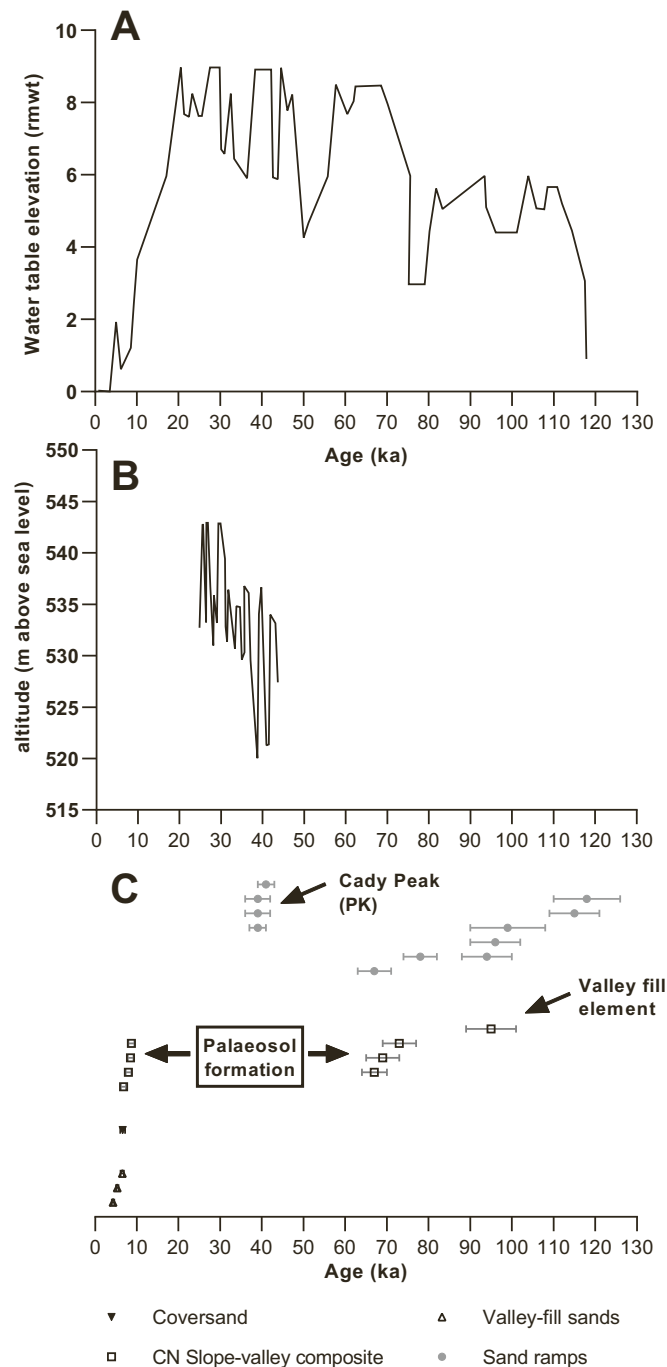 A
Water table elevation (rmwt)
10
8
6
4
2
0
0 10 20 30 40 50 60 70 80 90 100 110 120 130
Age (ka)
B
altitude (m above sea level)
550
545
540
535
530
525
520
515
0 10 20 30 40 50 60 70 80 90 100 110 120 130
C
Cady Peak
(PK)
Valley fill
element
Palaeosol
formation
0 10 20 30 40 50 60 70 80 90 100 110 120 130
Age (ka)
Coversand
Valley-fill sands
CN Slope-valley composite
Sand ramps